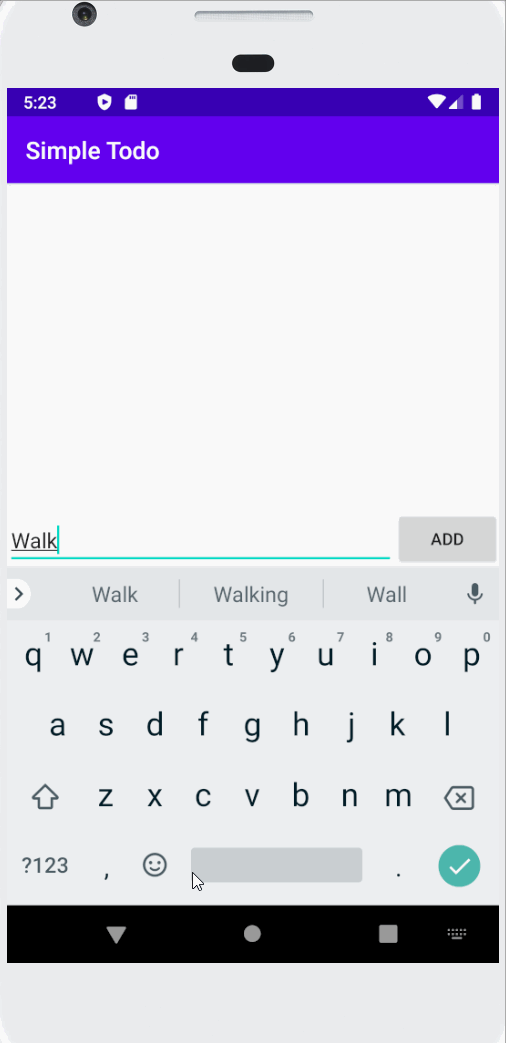 5:23
Simple Todo
Walk
ADD
Walk Walking Wall
1 2 3 4 5 6 7 8 9 0
q w e r t y u i o p
a s d f g h j k l
z x c v b n m
?123 , .